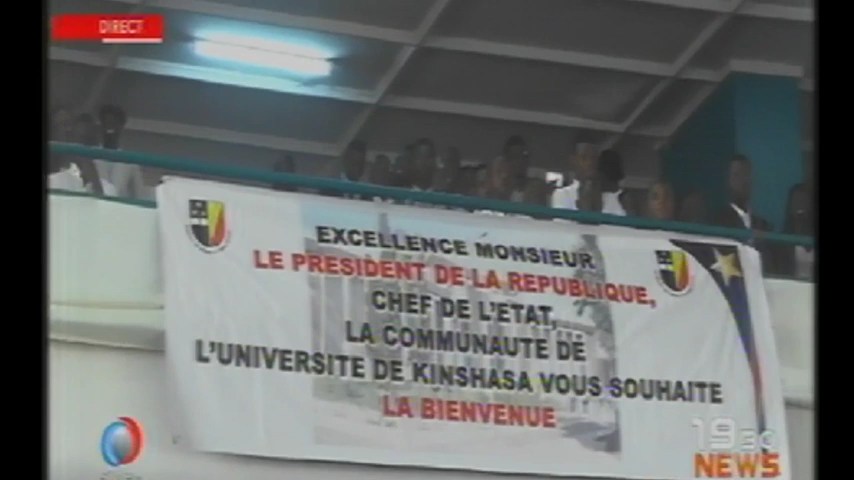 DIRECT
EXCELLENCE MONSIEUR
LE PRESIDENT DE LA REPUBLIQUE,
CHEF DE L'ETAT,
LA COMMUNAUTE DE
L'UNIVERSITE DE KINSHASA VOUS SOUHAITE
LA BIENVENUE
19:30
NEWS